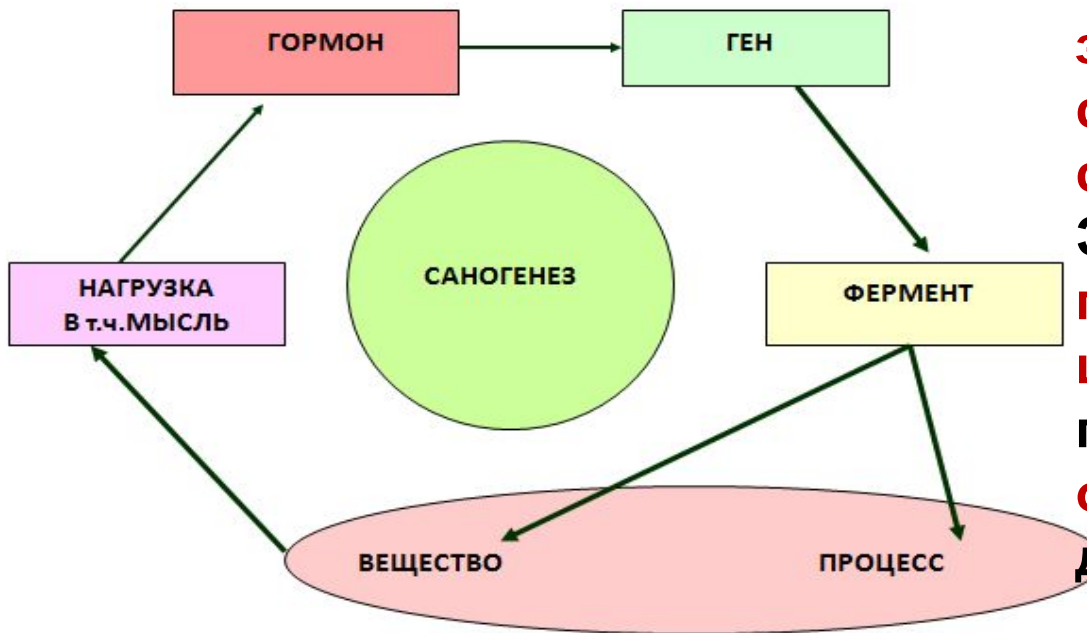 ГОРМОН
ГЕН
САНОГЕНЕЗ
НАГРУЗКА
В т.ч.МЫСЛЬ
ФЕРМЕНТ
ВЕЩЕСТВО
ПРОЦЕСС